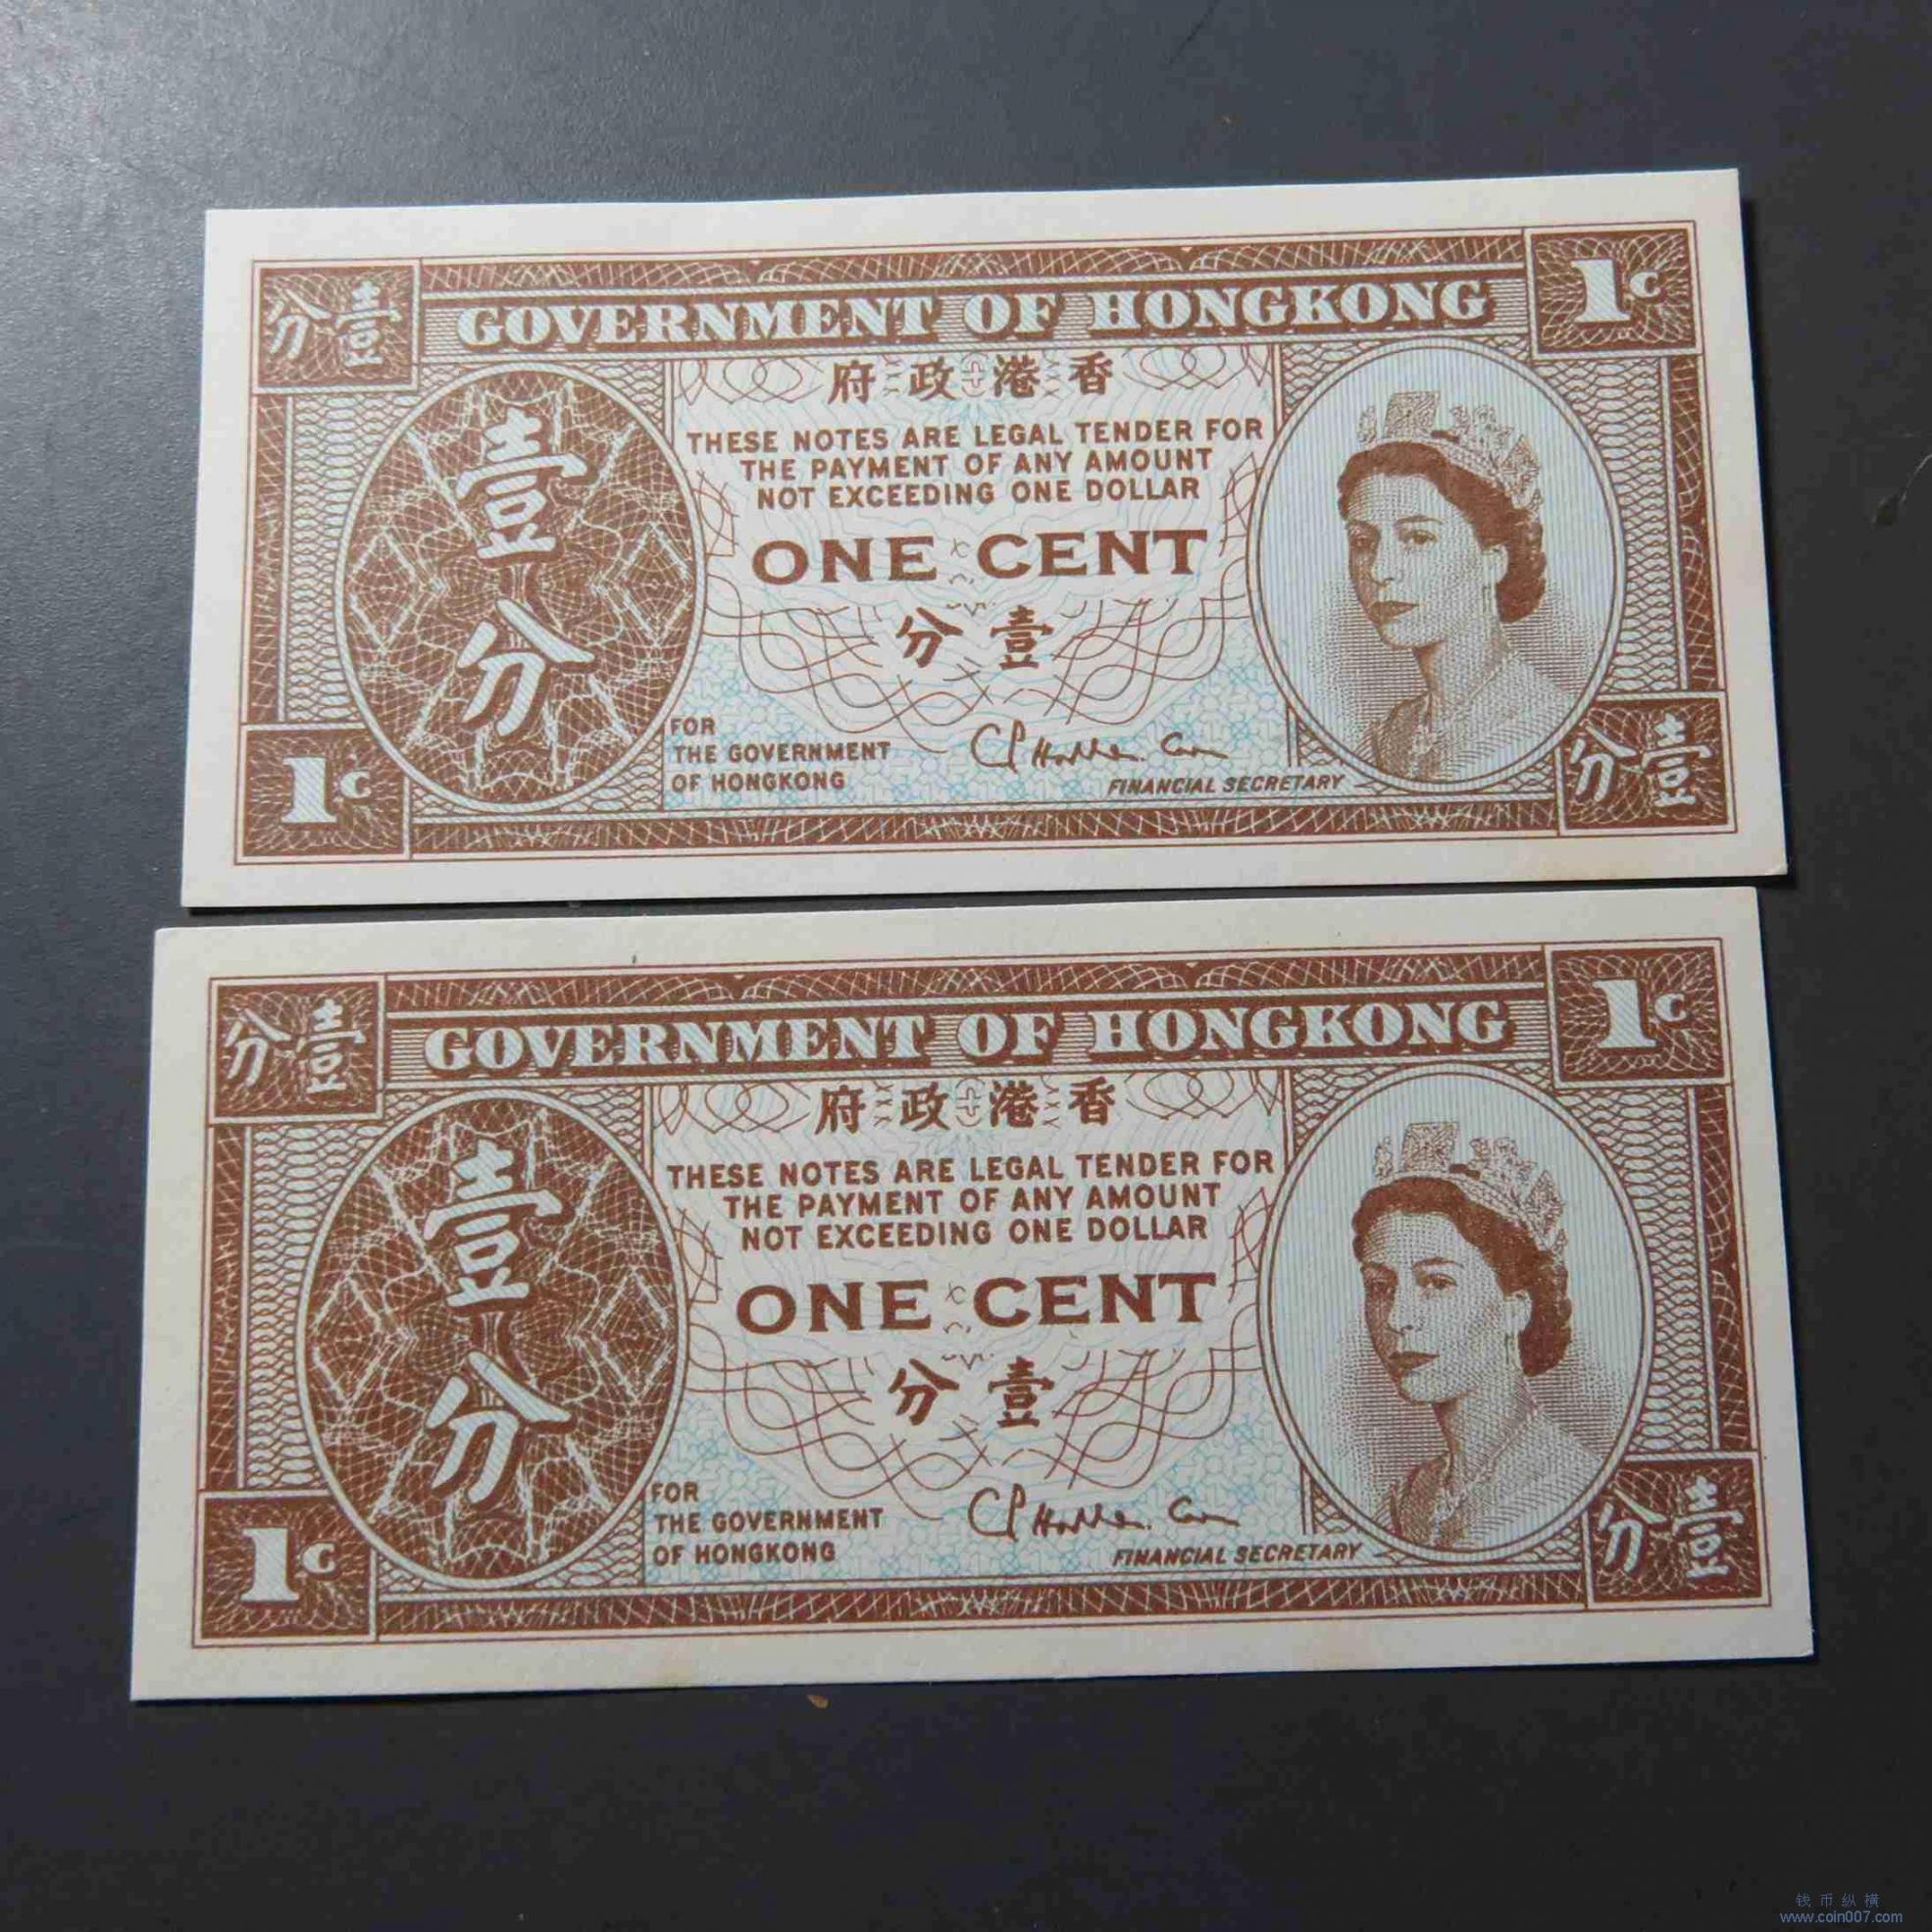 分壹
GOVERNMENT OF HONGKONG
1C
府政港香
壹分
THESE NOTES ARE LEGAL TENDER FOR
THE PAYMENT OF ANY AMOUNT
NOT EXCEEDING ONE DOLLAR
ONE CENT
分壹
FOR
THE GOVERNMENT
OF HONGKONG
FINANCIAL SECRETARY
1C
分壹
分壹
GOVERNMENT OF HONGKONG
1C
府政港香
壹分
THESE NOTES ARE LEGAL TENDER FOR
THE PAYMENT OF ANY AMOUNT
NOT EXCEEDING ONE DOLLAR
ONE CENT
分壹
FOR
THE GOVERNMENT
OF HONGKONG
FINANCIAL SECRETARY
1C
分壹
钱币纵横
www.coin007.com